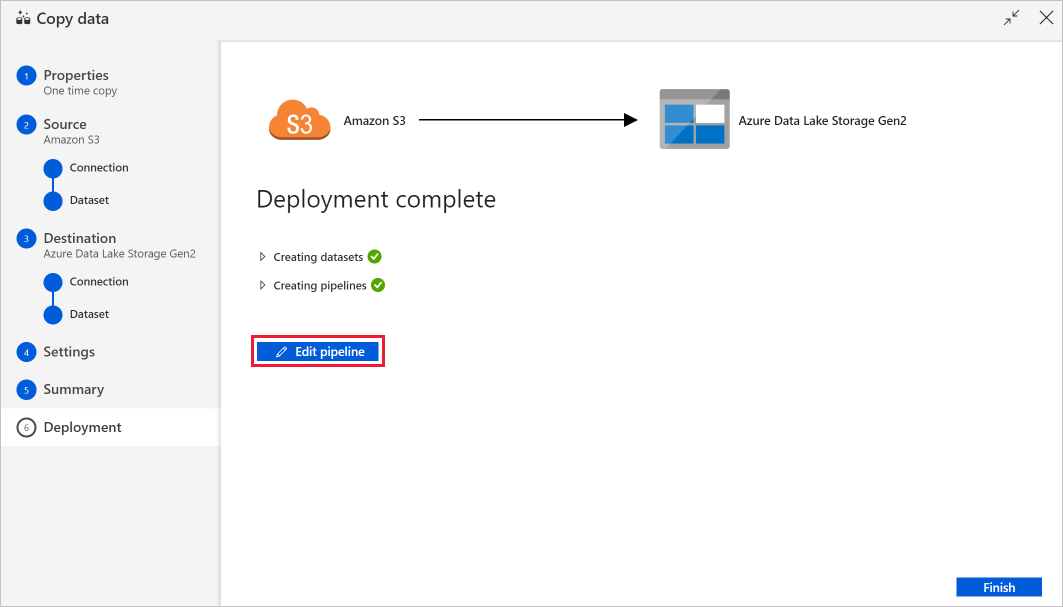 Copy data
1 Properties
One time copy
2 Source
Amazon S3
Connection
Dataset
3 Destination
Azure Data Lake Storage Gen2
Connection
Dataset
4 Settings
5 Summary
6 Deployment
S3 Amazon S3
Azure Data Lake Storage Gen2
Deployment complete
Creating datasets
Creating pipelines
Edit pipeline
Finish